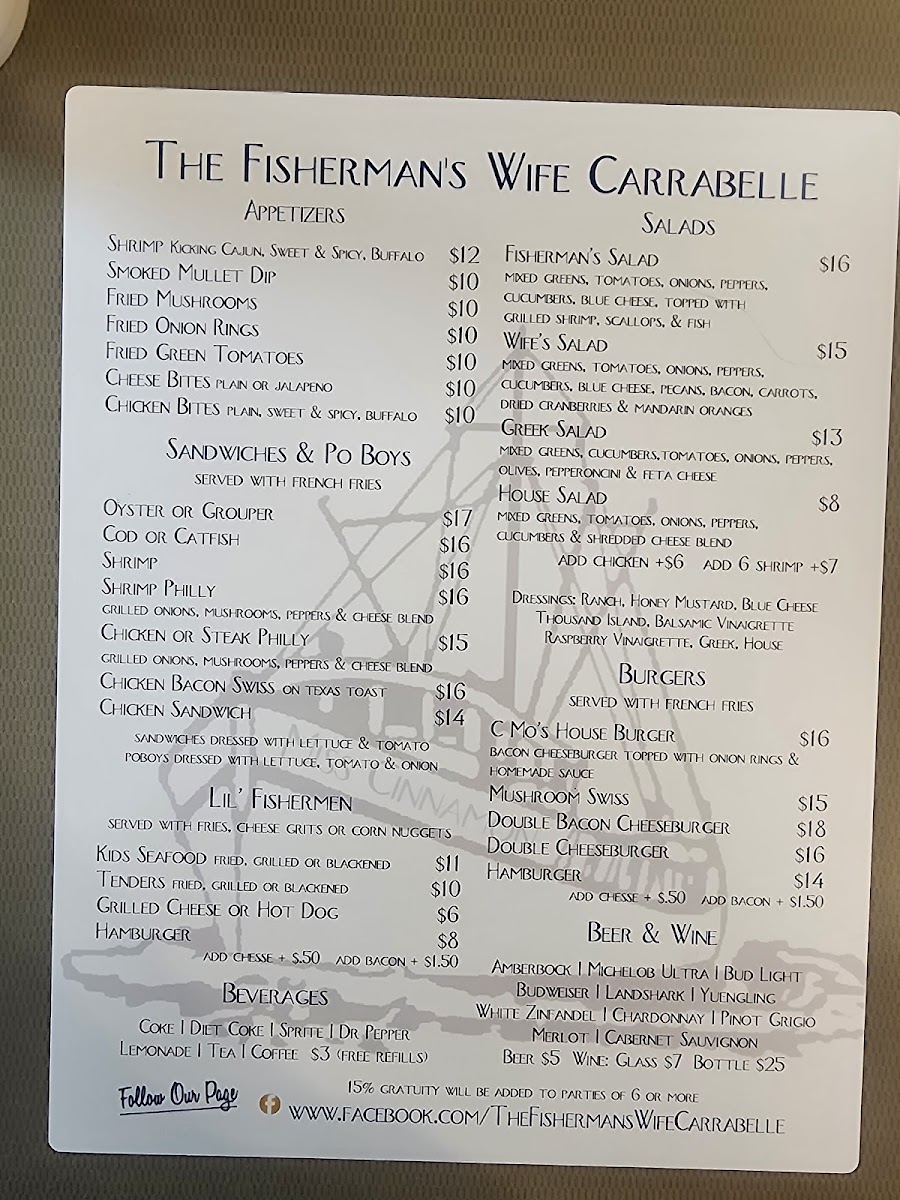 The Fisherman's Wife Carrabelle
Appetizers
Shrimp Kicking Cajun, Sweet & Spicy, Buffalo $12
Smoked Mullet Dip $10
Fried Mushrooms $10
Fried Onion Rings $10
Fried Green Tomatoes $10
Cheese Bites plain or jalapeno $10
Chicken Bites plain, sweet & spicy, buffalo $10
Sandwiches & Po Boys
served with french fries
Oyster or Grouper $17
Cod or Catfish $16
Shrimp $16
Shrimp Philly $16
grilled onions, mushrooms, peppers & cheese blend
Chicken or Steak Philly $15
grilled onions, mushrooms, peppers & cheese blend
Chicken Bacon Swiss on texas toast $16
Chicken Sandwich $14
sandwiches dressed with lettuce & tomato
poboys dressed with lettuce, tomato & onion
Lil' Fishermen
served with fries, cheese grits or corn nuggets
Kids Seafood fried, grilled or blackened $11
Tenders fried, grilled or blackened $10
Grilled Cheese or Hot Dog $6
Hamburger $8
add chesse + $.50 add bacon + $1.50
Beverages
Coke | Diet Coke | Sprite | Dr Pepper
Lemonade | Tea | Coffee $3 (free refills)
Salads
Fisherman's Salad $16
mixed greens, tomatoes, onions, peppers,
cucumbers, blue cheese, topped with
grilled shrimp, scallops, & fish
Wife's Salad $15
mixed greens, tomatoes, onions, peppers,
cucumbers, blue cheese, pecans, bacon, carrots,
dried cranberries & mandarin oranges
Greek Salad $13
mixed greens, cucumbers,tomatoes, onions, peppers,
olives, pepperoncini & feta cheese
House Salad $8
mixed greens, tomatoes, onions, peppers,
cucumbers & shredded cheese blend
add chicken +$6 add 6 shrimp +$7
Dressings: Ranch, Honey Mustard, Blue Cheese
Thousand Island, Balsamic Vinaigrette
Raspberry Vinaigrette, Greek, House
Burgers
served with french fries
C Mo's House Burger $16
bacon cheeseburger topped with onion rings &
homemade sauce
Mushroom Swiss $15
Double Bacon Cheeseburger $18
Double Cheeseburger $16
Hamburger $14
add chesse + $.50 add bacon + $1.50
Beer & Wine
Amberbock | Michelob Ultra | Bud Light
Budweiser | Landshark | Yuengling
White Zinfandel | Chardonnay | Pinot Grigio
Merlot | Cabernet Sauvignon
Beer $5 Wine: Glass $7 Bottle $25
15% gratuity will be added to parties of 6 or more
Follow Our Page
www.facebook.com/TheFishermansWifeCarrabelle
Miss Cinnamon